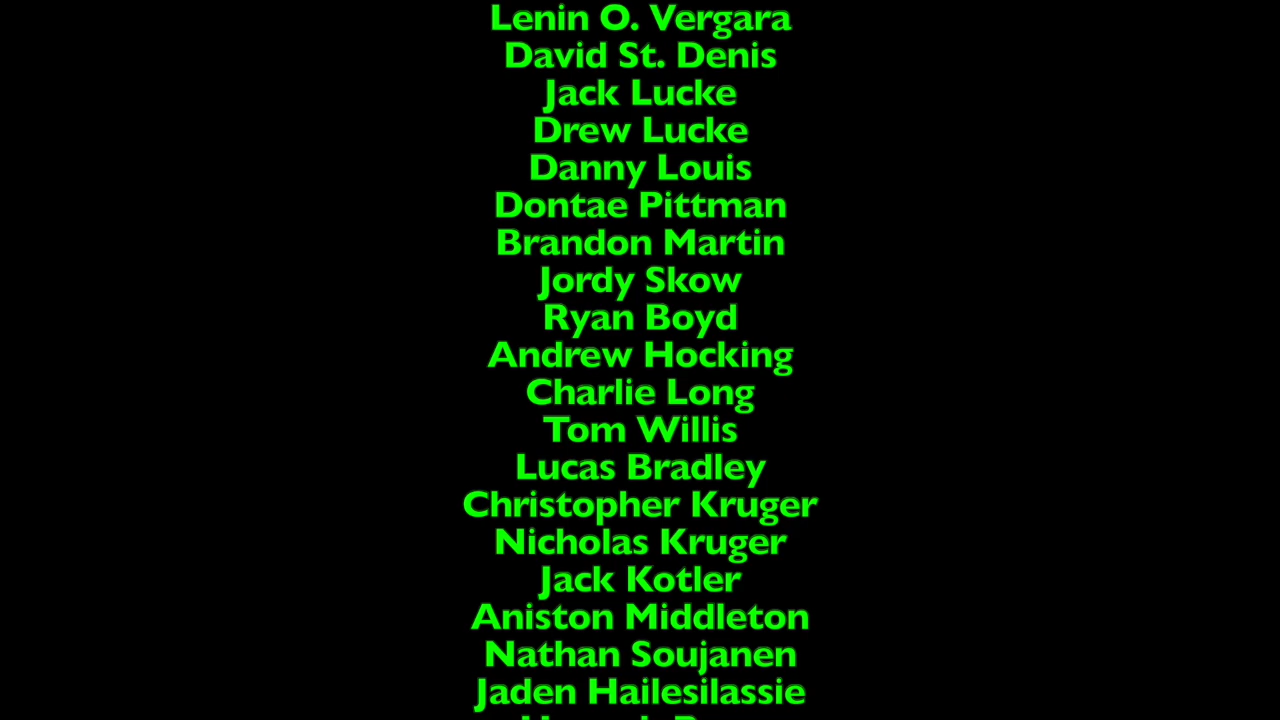 Lenin O. Vergara
David St. Denis
Jack Lucke
Drew Lucke
Danny Louis
Dontae Pittman
Brandon Martin
Jordy Skow
Ryan Boyd
Andrew Hocking
Charlie Long
Tom Willis
Lucas Bradley
Christopher Kruger
Nicholas Kruger
Jack Kotler
Aniston Middleton
Nathan Soujanen
Jaden Hailesilassie